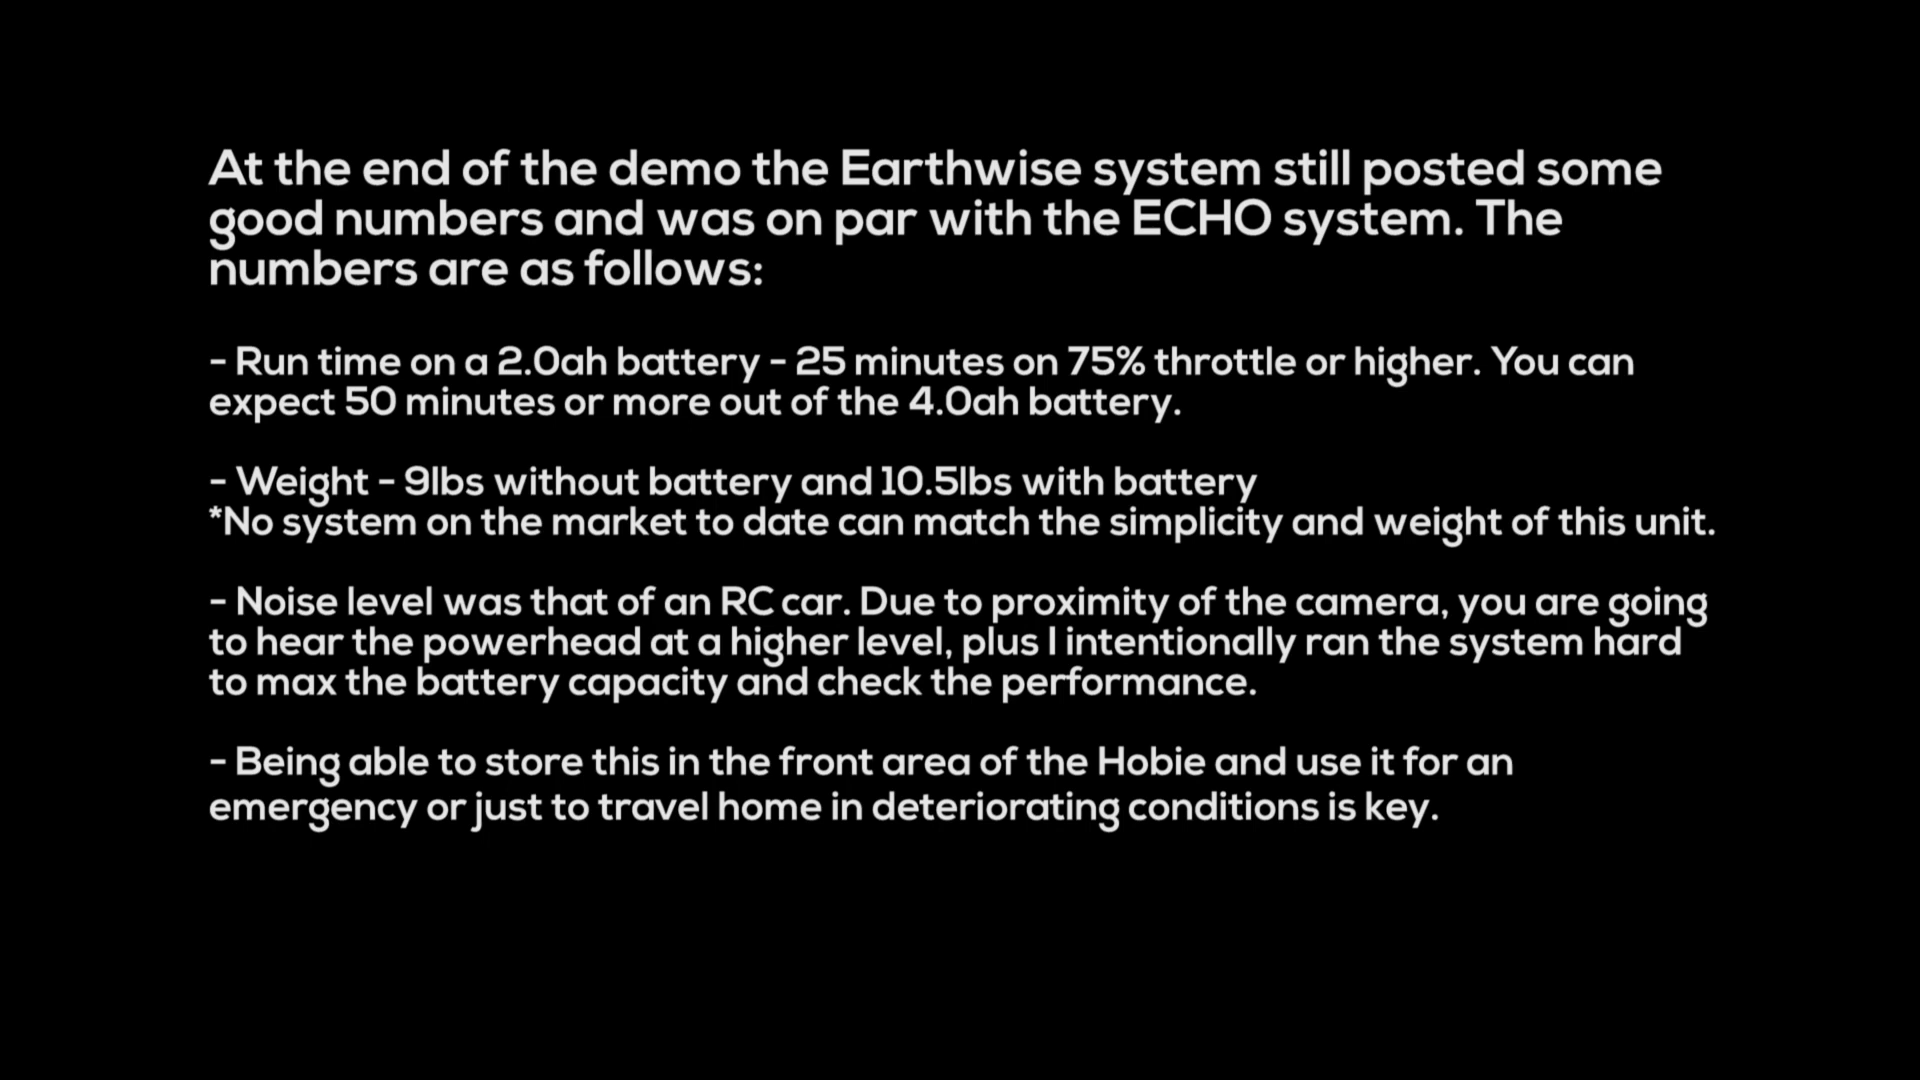 At the end of the demo the Earthwise system still posted some
good numbers and was on par with the ECHO system. The
numbers are as follows:
- Run time on a 2.0ah battery - 25 minutes on 75% throttle or higher. You can
expect 50 minutes or more out of the 4.0ah battery.
- Weight - 9lbs without battery and 10.5lbs with battery
*No system on the market to date can match the simplicity and weight of this unit.
- Noise level was that of an RC car. Due to proximity of the camera, you are going
to hear the powerhead at a higher level, plus I intentionally ran the system hard
to max the battery capacity and check the performance.
- Being able to store this in the front area of the Hobie and use it for an
emergency or just to travel home in deteriorating conditions is key.